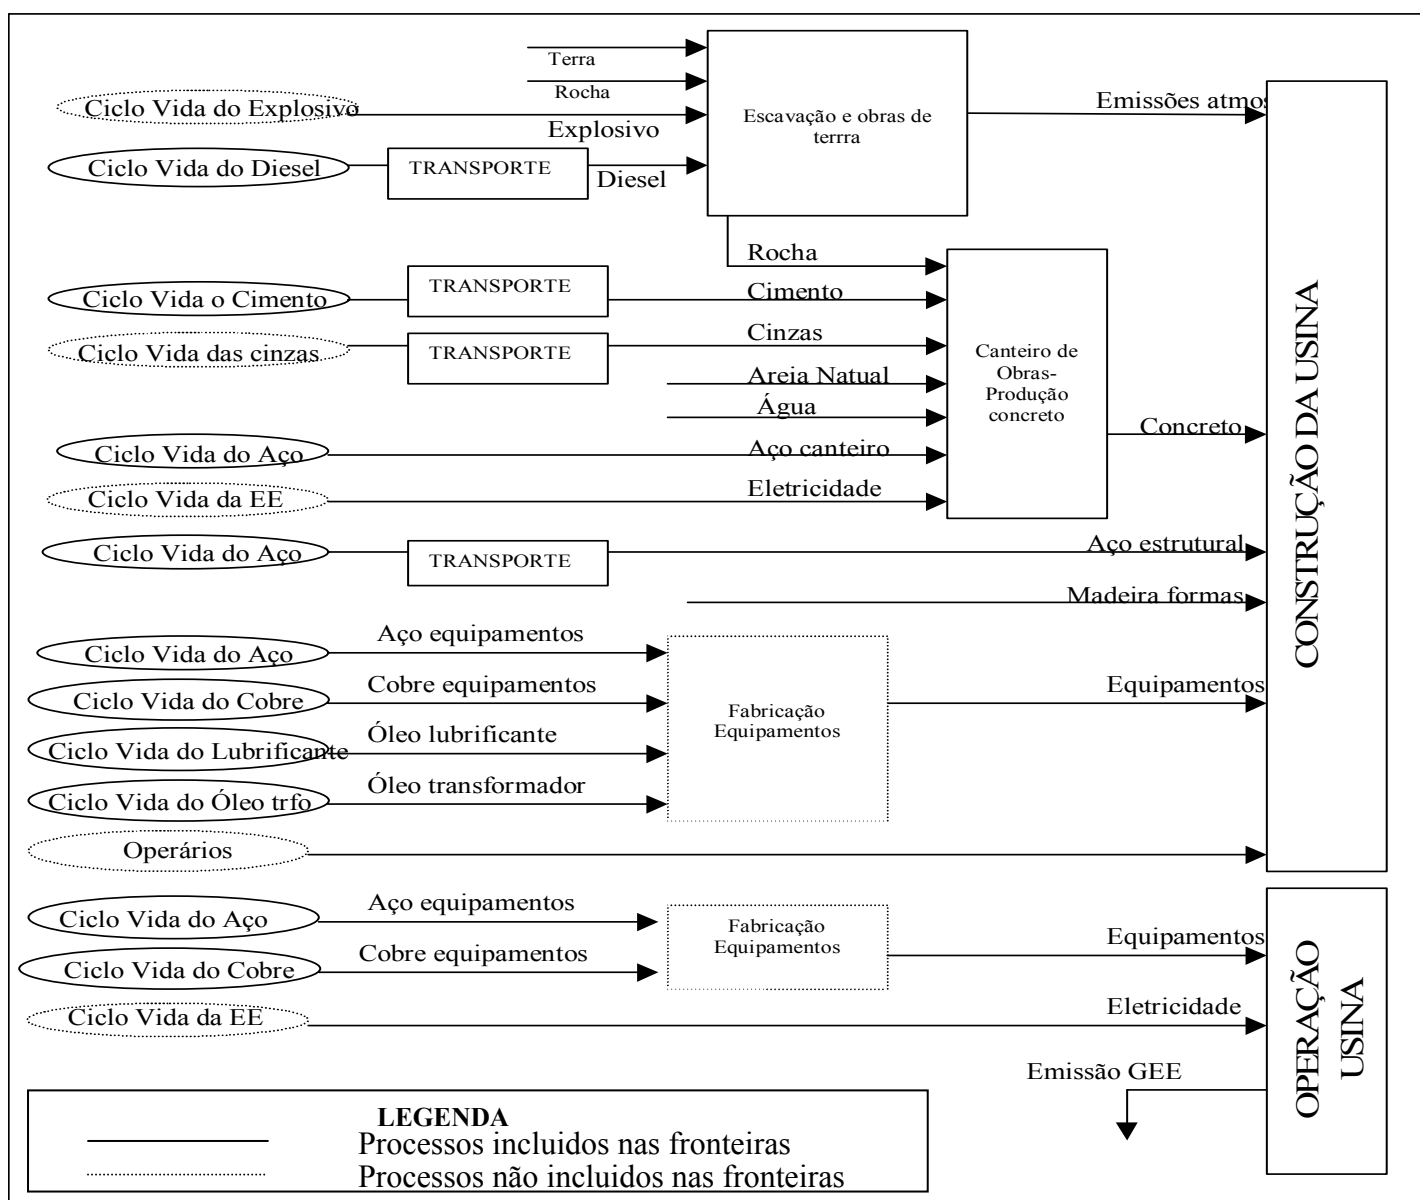 Terra
Rocha
Ciclo Vida do Explosivo
Explosivo
Ciclo Vida do Diesel
TRANSPORTE
Diesel
Escavação e obras de
terrra
Emissões atmos
Rocha
Ciclo Vida o Cimento
TRANSPORTE
Cimento
Ciclo Vida das cinzas
TRANSPORTE
Cinzas
Areia Natual
Água
Ciclo Vida do Aço
Aço canteiro
Ciclo Vida da EE
Eletricidade
Canteiro de
Obras-
Produção
concreto
Concreto
Ciclo Vida do Aço
TRANSPORTE
Aço estrutural
Madeira formas
Ciclo Vida do Aço
Aço equipamentos
Ciclo Vida do Cobre
Cobre equipamentos
Ciclo Vida do Lubrificante
Óleo lubrificante
Ciclo Vida do Óleo trfo
Óleo transformador
Fabricação
Equipamentos
Equipamentos
Operários
CONSTRUÇÃO DA USINA
Ciclo Vida do Aço
Aço equipamentos
Ciclo Vida do Cobre
Cobre equipamentos
Fabricação
Equipamentos
Equipamentos
Ciclo Vida da EE
Eletricidade
Emissão GEE
OPERAÇÃO
USINA
LEGENDA
Processos incluidos nas fronteiras
Processos não incluidos nas fronteiras